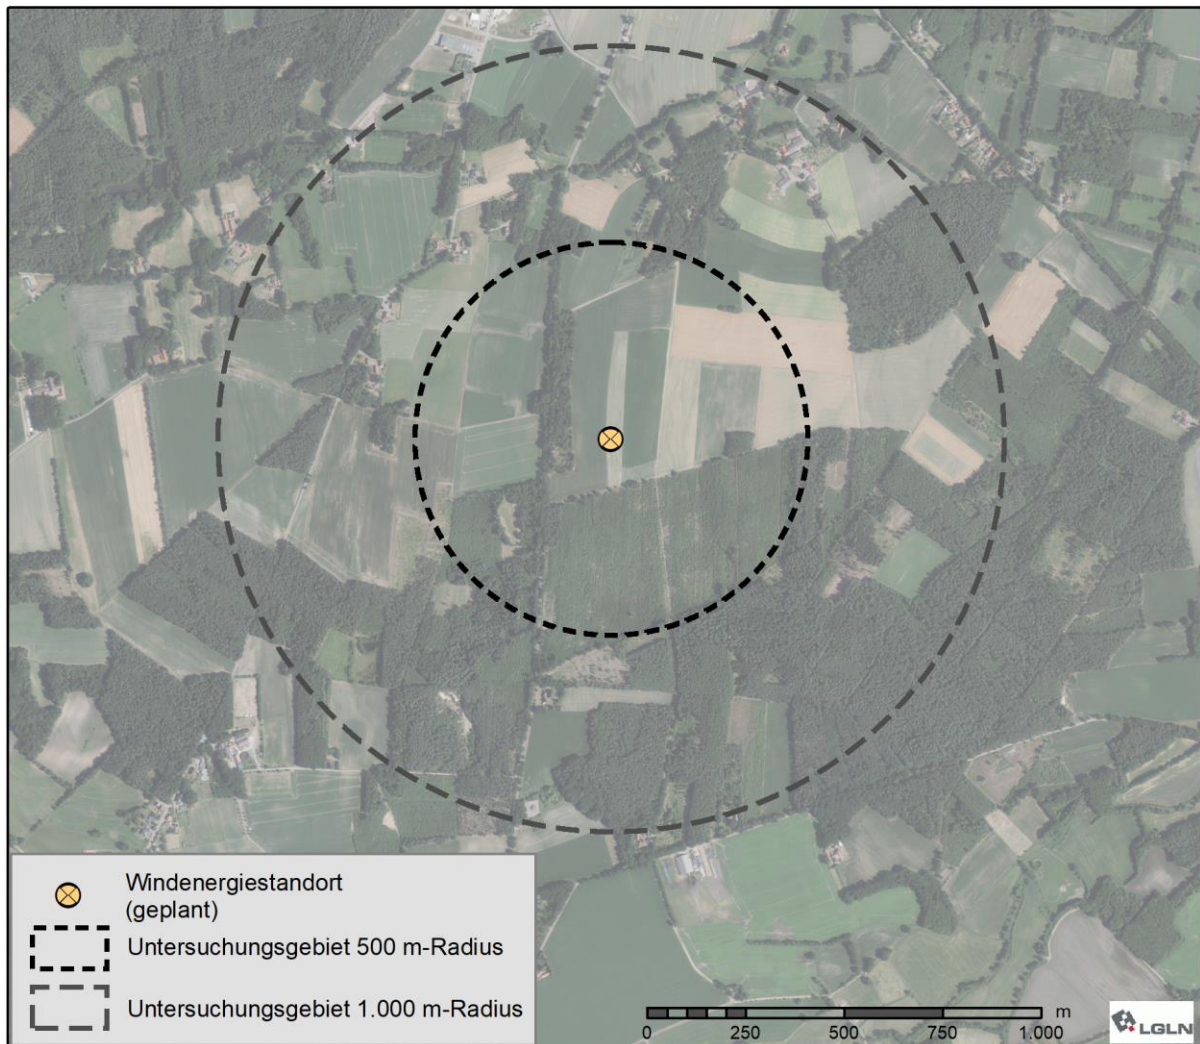 Windenergiestandort
(geplant)
Untersuchungsgebiet 500 m-Radius
Untersuchungsgebiet 1.000 m-Radius
m
0 250 500 750 1.000
LGLN